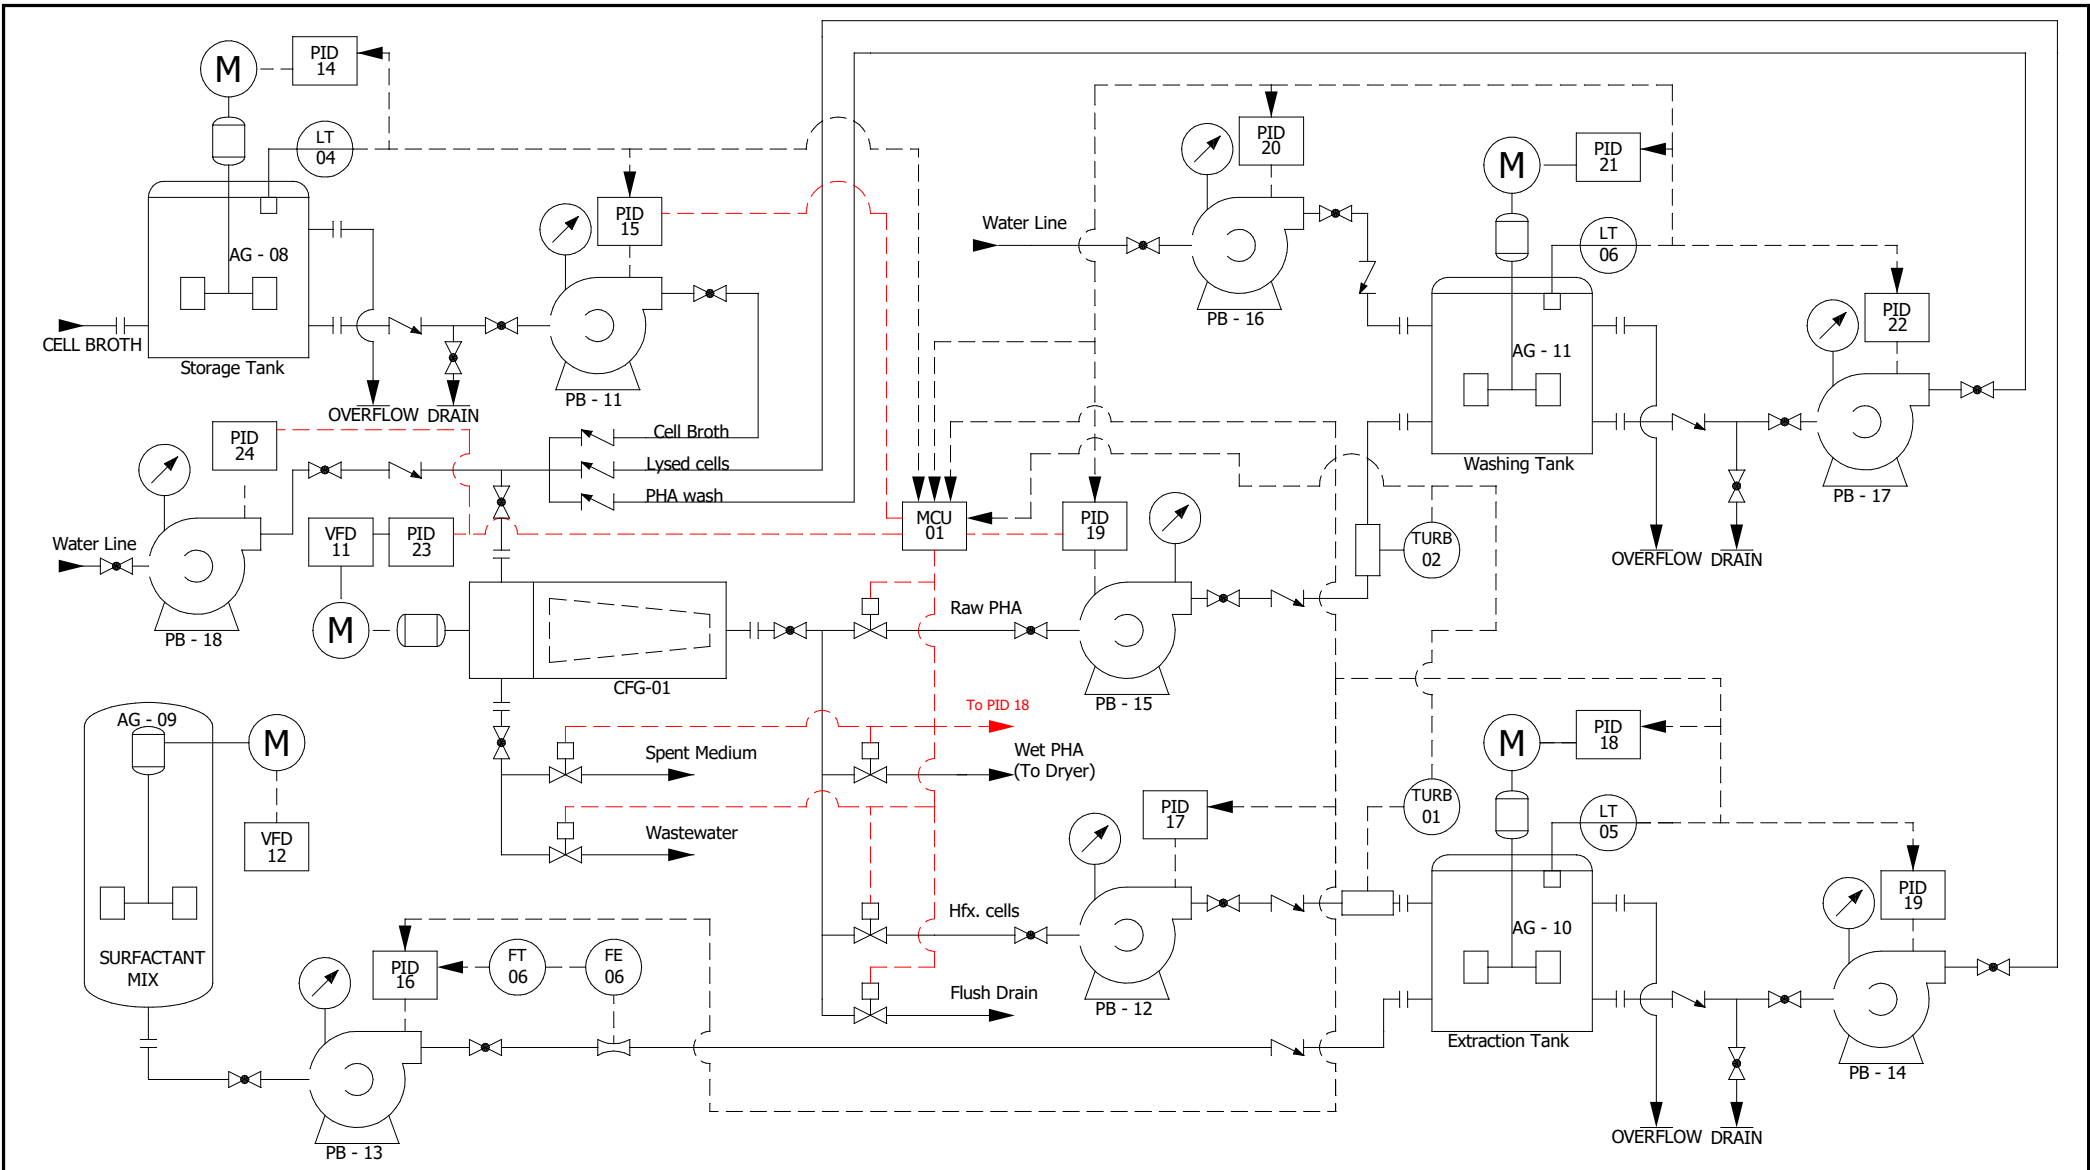 M
PID
14
LT
04
AG - 08
CELL BROTH
Storage Tank
OVERFLOW
DRAIN
PID
15
PB - 11
Water Line
PID
20
PB - 16
M
PID
21
LT
06
AG - 11
Washing Tank
PID
22
PB - 17
OVERFLOW
DRAIN
PID
24
Water Line
PB - 18
VFD
11
PID
23
M
Cell Broth
Lysed cells
PHA wash
MCU
01
PID
19
TURB
02
CFG-01
Raw PHA
PB - 15
To PID 18
Spent Medium
Wet PHA
(To Dryer)
Wastewater
AG - 09
M
VFD
12
SURFACTANT
MIX
PID
17
Hfx. cells
PB - 12
Flush Drain
TURB
01
M
PID
18
LT
05
AG - 10
Extraction Tank
PID
19
PB - 14
OVERFLOW
DRAIN
PID
16
FT
06
FE
06
PB - 13